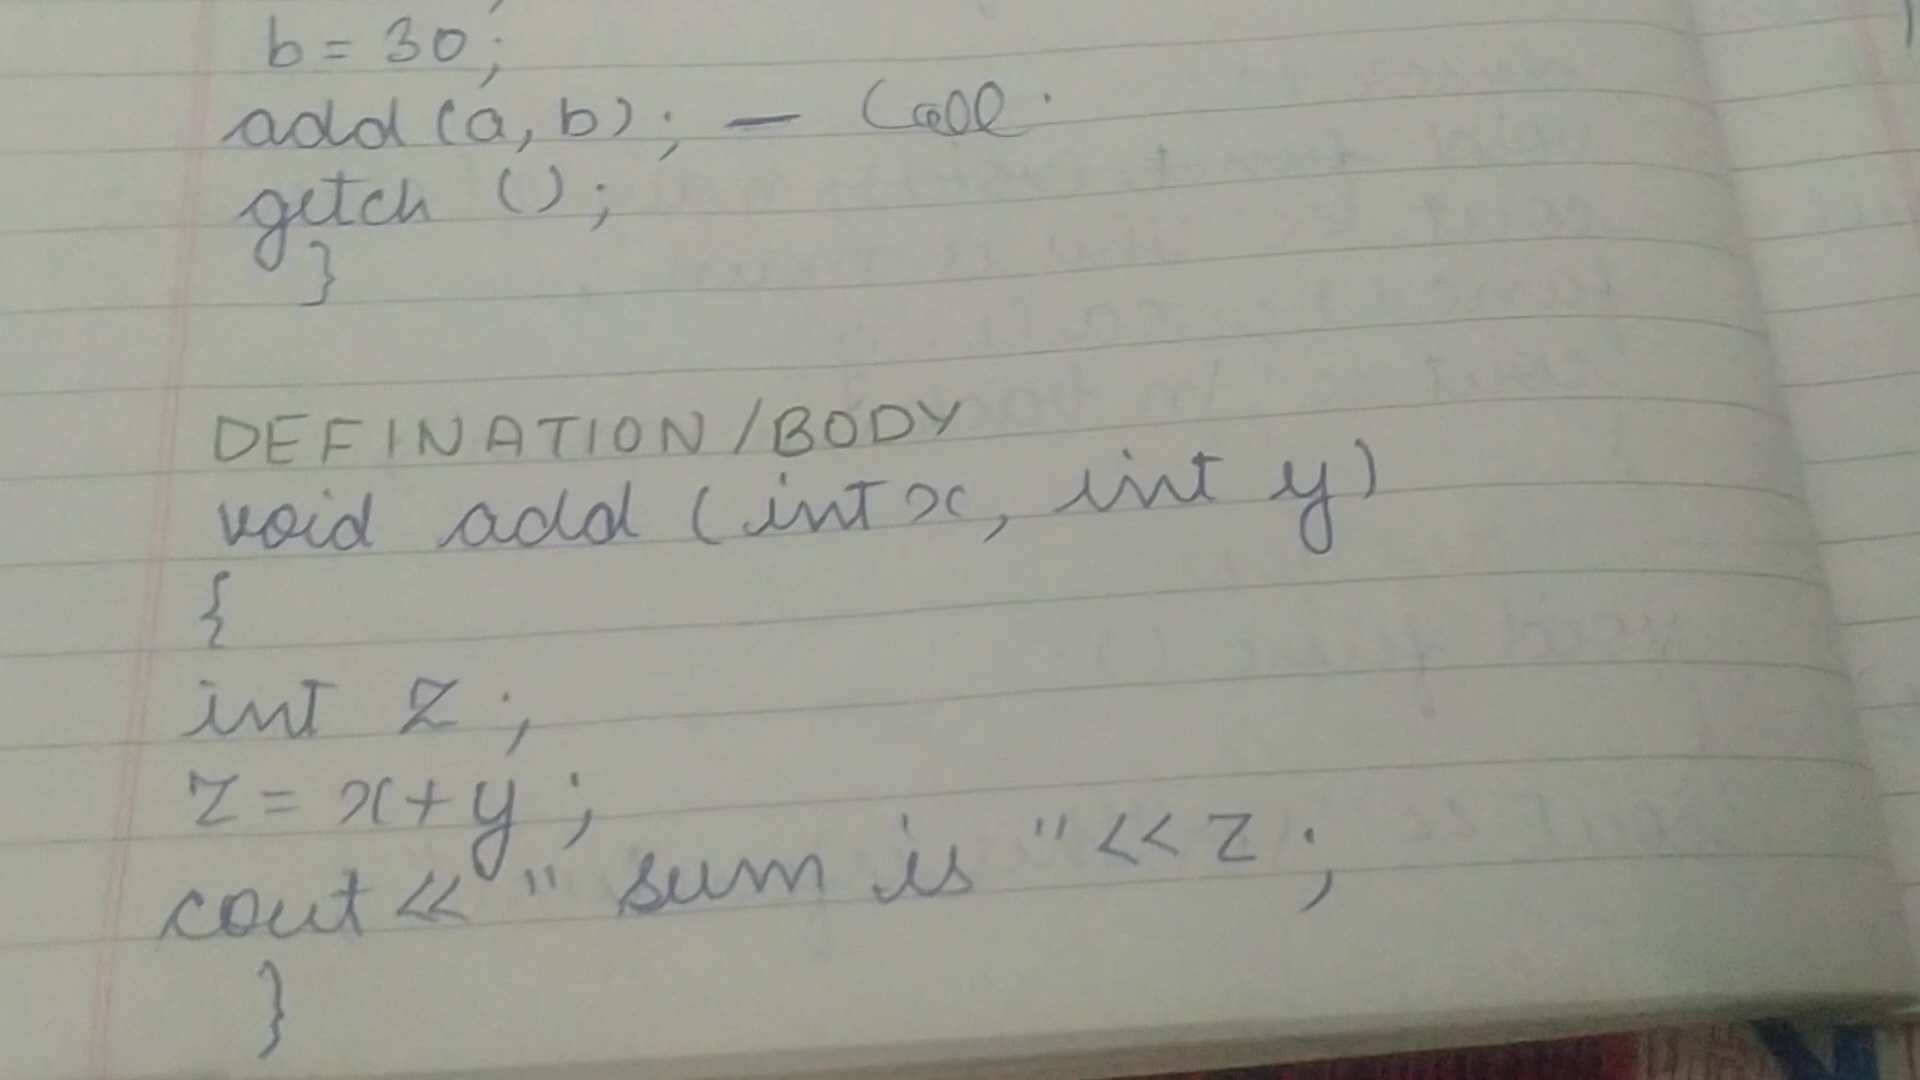 b = 30;
add (a, b); — Call.
getch ();
}
DEFINATION/BODY
void add (int x, int y)
{
int z;
z = x+y;
cout << " sum is " << z;
}